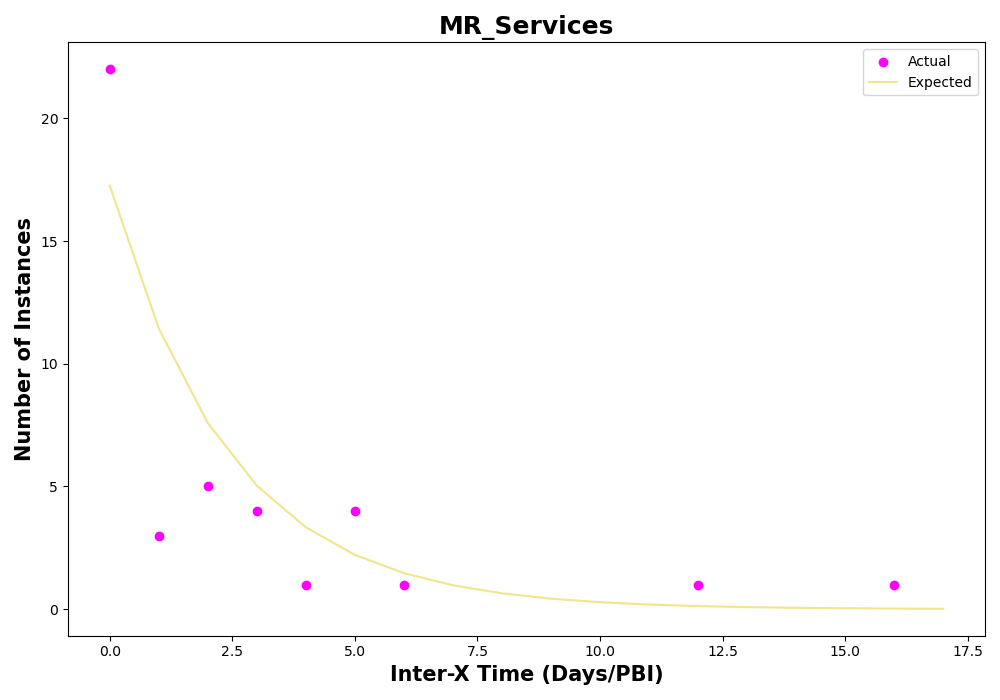 MR_Services
Actual
Expected
Number of Instances
20
15
10
5
0
0.0 2.5 5.0 7.5 10.0 12.5 15.0 17.5
Inter-X Time (Days/PBI)